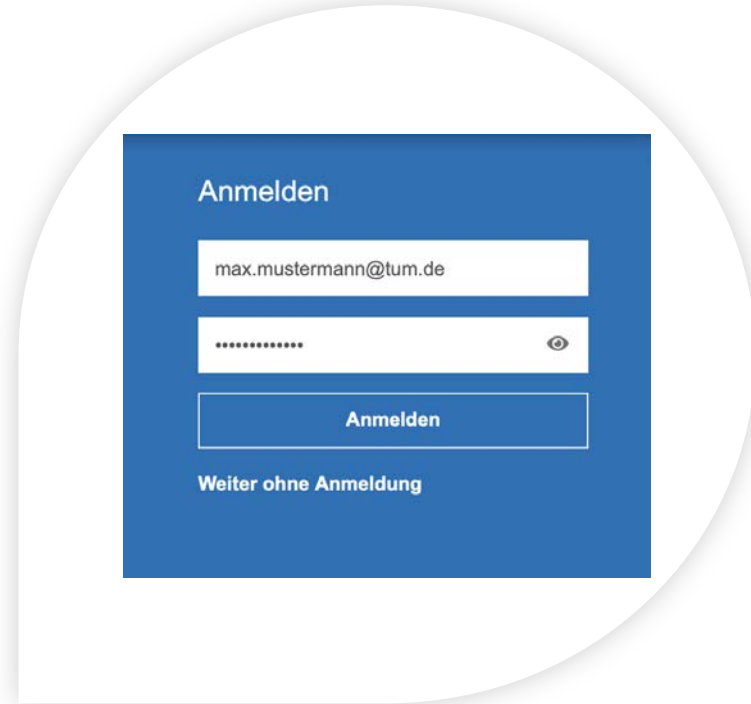 Anmelden
max.mustermann@tum.de
•••••••••••••
Anmelden
Weiter ohne Anmeldung